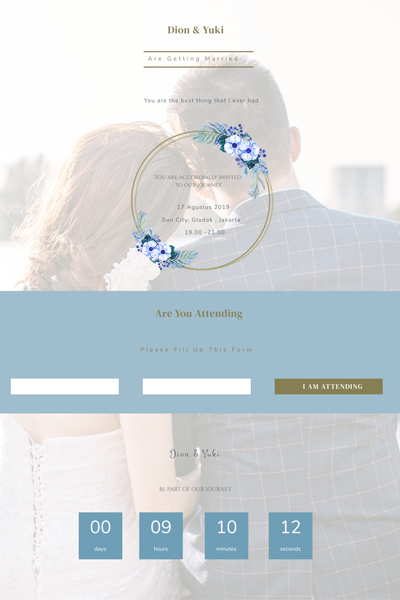 Dion & Yuki
Are Getting Married
You are the best thing that I ever had
You are accordially invited
to our journey
17 Agustus 2019
Sun City, Glodok , Jakarta
19.00 -21.00
Are You Attending
Please Fill Up This Form
I AM ATTENDING
Dion & Yuki
Be part of our journey
00
09
10
12
days
hours
minutes
seconds